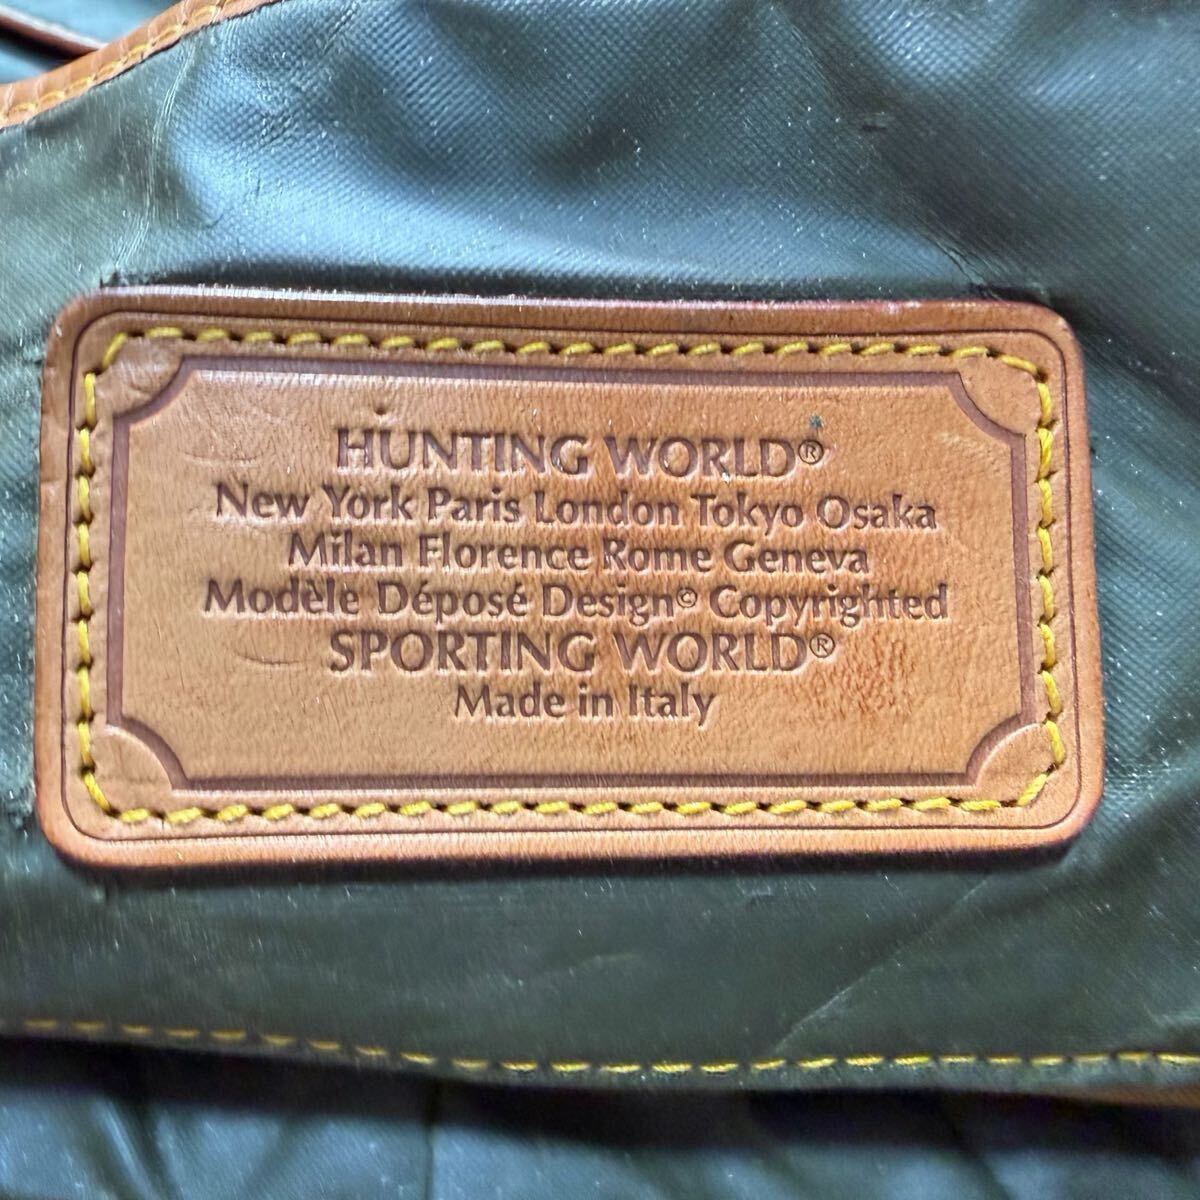 HUNTING WORLD®
New York Paris London Tokyo Osaka
Milan Florence Rome Geneva
Modèle Déposé Design© Copyrighted
SPORTING WORLD®
Made in Italy